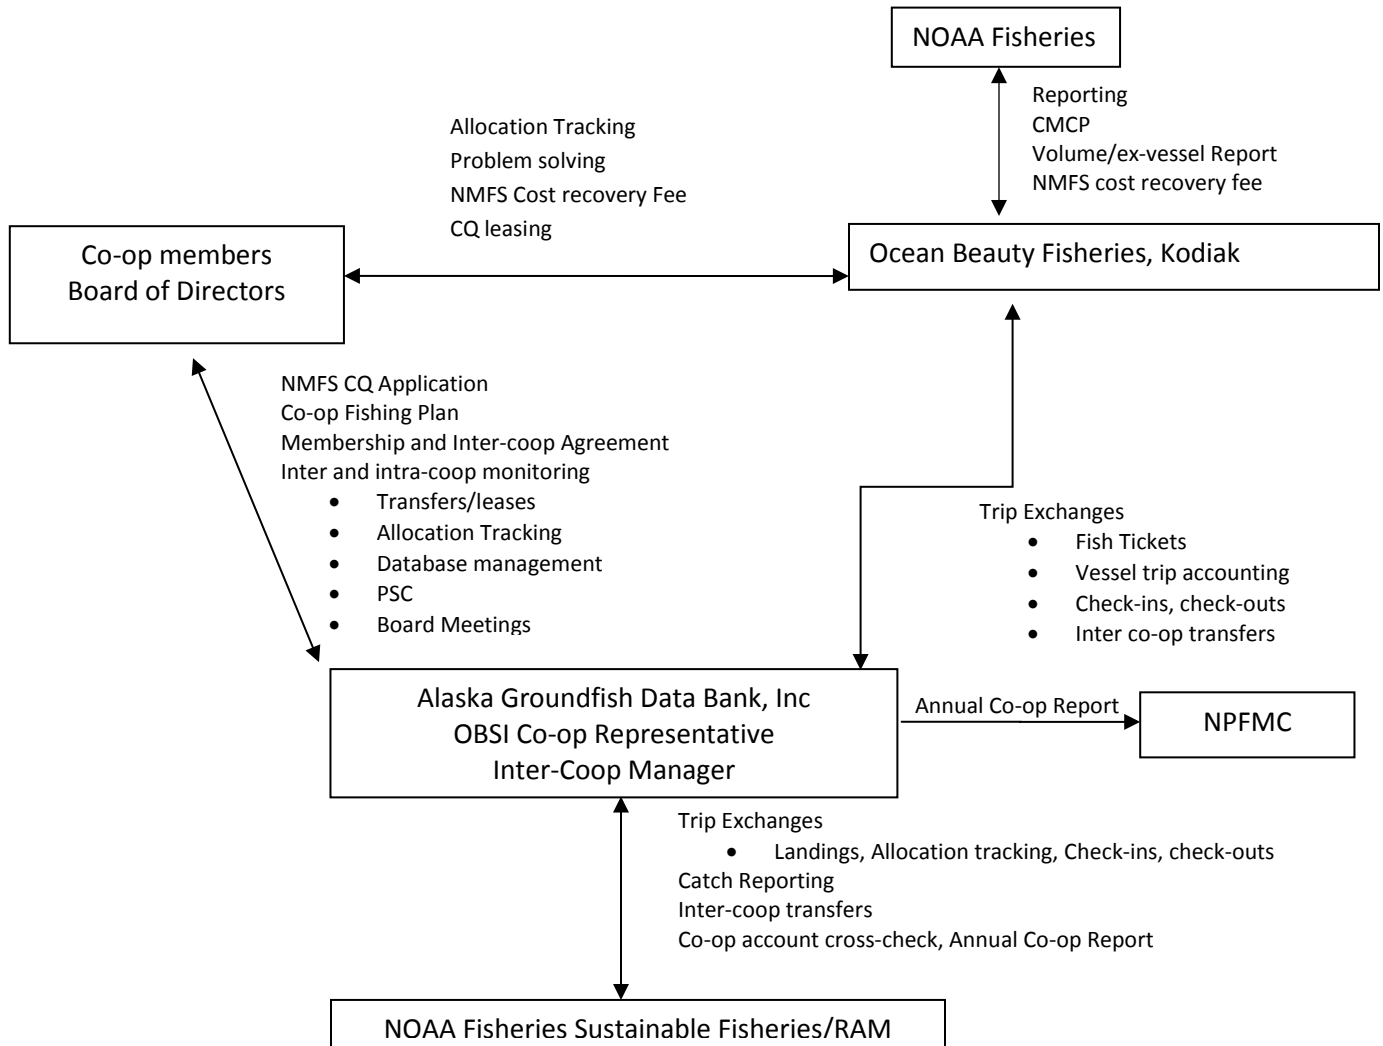 NOAA Fisheries
Reporting
CMCP
Volume/ex-vessel Report
NMFS cost recovery fee
Allocation Tracking
Problem solving
NMFS Cost recovery Fee
CQ leasing
Co-op members
Board of Directors
Ocean Beauty Fisheries, Kodiak
NMFS CQ Application
Co-op Fishing Plan
Membership and Inter-coop Agreement
Inter and intra-coop monitoring
• Transfers/leases
• Allocation Tracking
• Database management
• PSC
• Board Meetings
Trip Exchanges
• Fish Tickets
• Vessel trip accounting
• Check-ins, check-outs
• Inter co-op transfers
Alaska Groundfish Data Bank, Inc
OBSI Co-op Representative
Inter-Coop Manager
Annual Co-op Report
NPFMC
Trip Exchanges
• Landings, Allocation tracking, Check-ins, check-outs
Catch Reporting
Inter-coop transfers
Co-op account cross-check, Annual Co-op Report
NOAA Fisheries Sustainable Fisheries/RAM